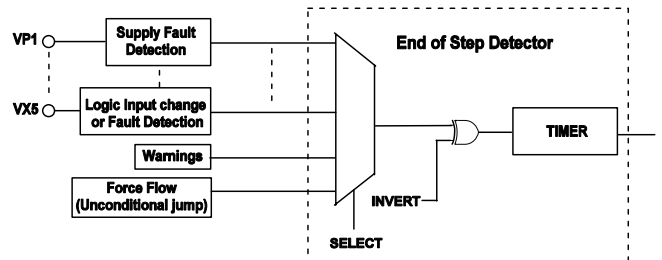 VP1
Supply Fault
Detection
End of Step Detector
VX5
Logic Input change
or Fault Detection
TIMER
Warnings
Force Flow
(Unconditional jump)
INVERT
SELECT